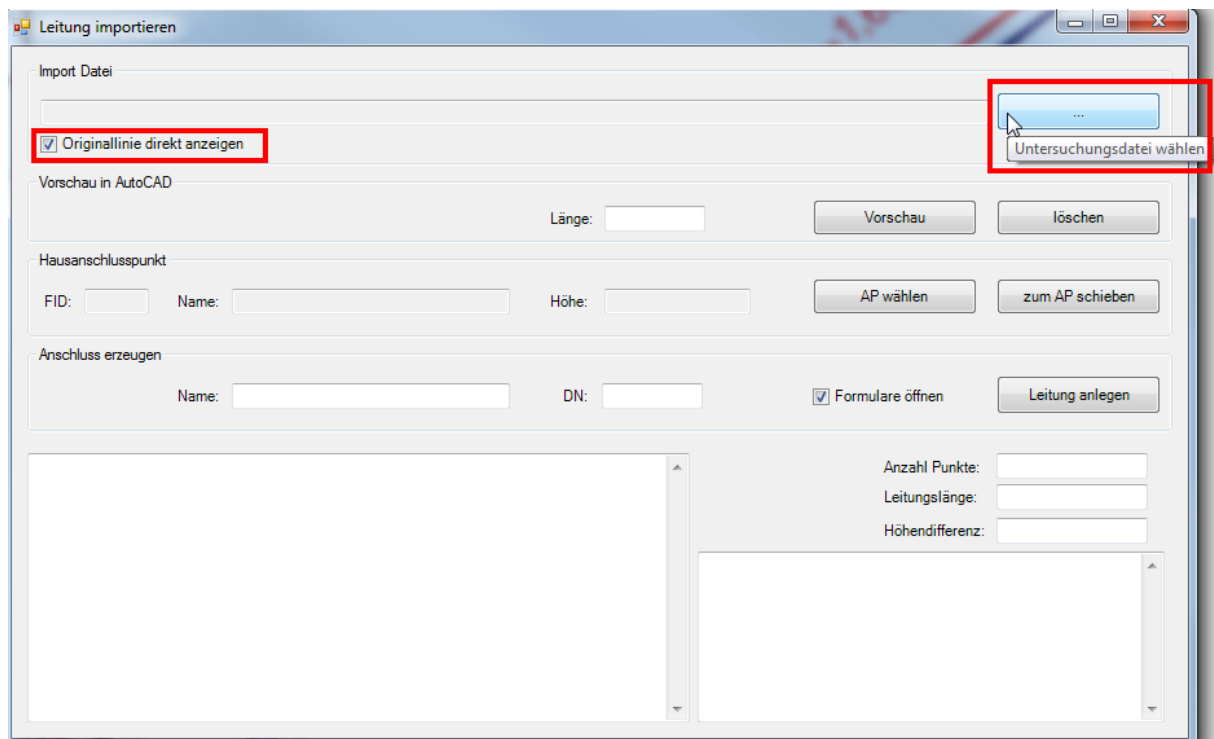 Leitung importieren
Import Datei
...
Originallinie direkt anzeigen
Untersuchungsdatei wählen
Vorschau in AutoCAD
Länge: Vorschau löschen
Hausanschlusspunkt
FID: Name: Höhe: AP wählen zum AP schieben
Anschluss erzeugen
Name: DN: Formulare öffnen Leitung anlegen
Anzahl Punkte:
Leitungslänge:
Höhendifferenz: